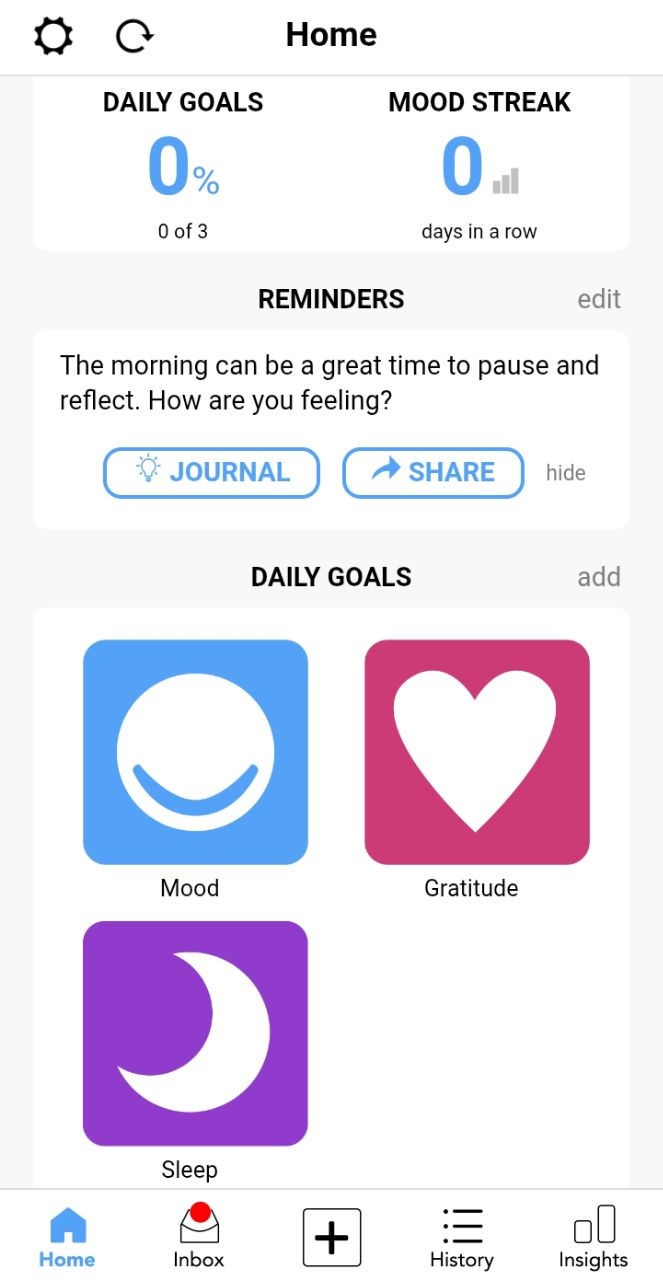 Home
DAILY GOALS
MOOD STREAK
0%
0
0 of 3
days in a row
REMINDERS
edit
The morning can be a great time to pause and
reflect. How are you feeling?
JOURNAL
SHARE
hide
DAILY GOALS
add
Mood
Gratitude
Sleep
Home
Inbox
History
Insights